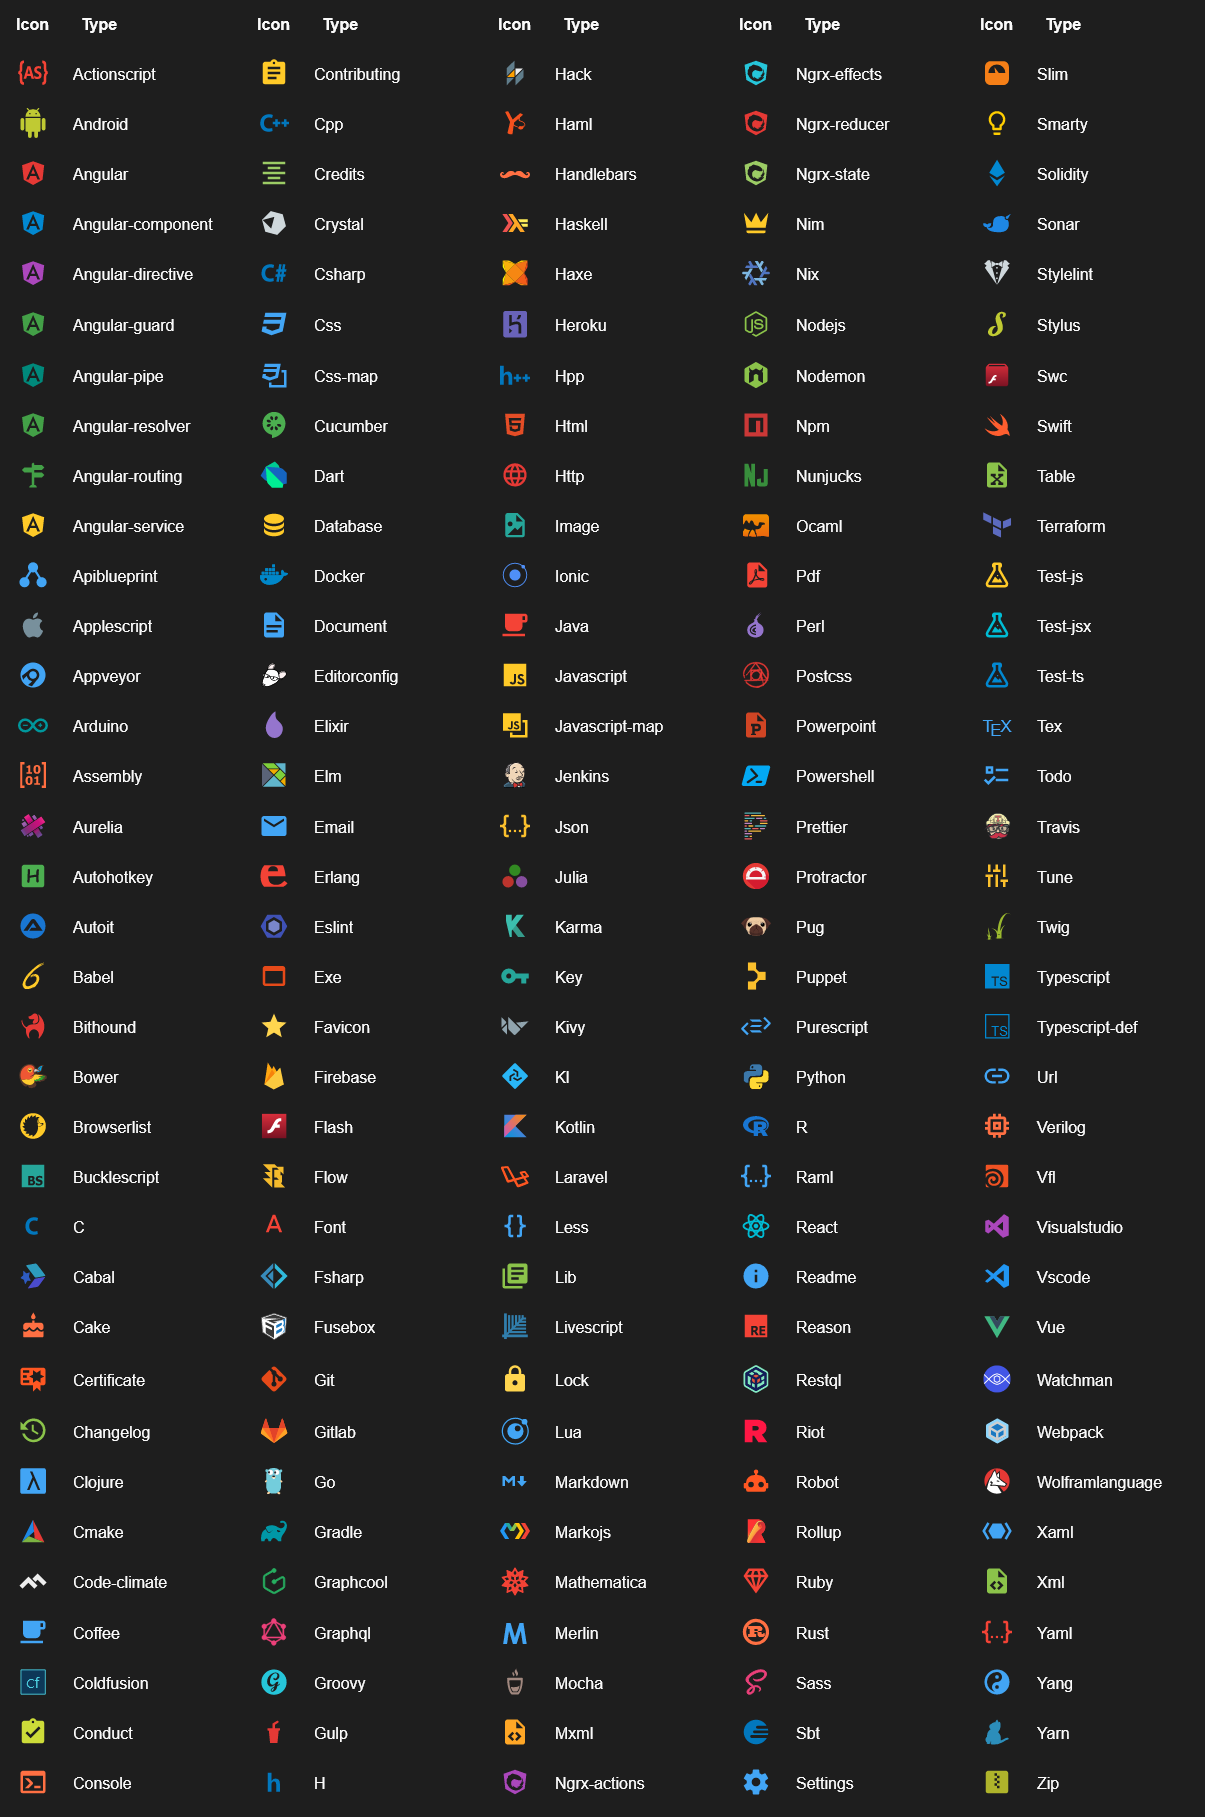 Icon Type Icon Type Icon Type Icon Type Icon Type
{AS} Actionscript Contributing Hack Ngrx-effects Slim
Android C++ Cpp Haml Ngrx-reducer Smarty
A Angular Credits Handlebars Ngrx-state Solidity
A Angular-component Crystal Haskell Nim Sonar
A Angular-directive C# Csharp Haxe Nix Stylelint
A Angular-guard Css Heroku JS Nodejs Stylus
A Angular-pipe Css-map h++ Hpp Nodemon Swc
A Angular-resolver Cucumber Html Npm Swift
Angular-routing Dart Http NJ Nunjucks Table
A Angular-service Database Image Ocaml Terraform
Apiblueprint Docker Ionic Pdf Test-js
Applescript Document Java Perl Test-jsx
Appveyor Editorconfig JS Javascript Postcss Test-ts
Arduino Elixir JS Javascript-map P Powerpoint TEX Tex
[1001] Assembly Elm Jenkins Powershell Todo
Aurelia Email {...} Json Prettier Travis
H Autohotkey e Erlang Julia Protractor Tune
Autoit Eslint K Karma Pug Twig
6 Babel Exe Key Puppet TS Typescript
Bithound Favicon Kivy <=> Purescript TS Typescript-def
Bower Firebase Kl Python Url
Browserlist f Flash Kotlin R R Verilog
BS Bucklescript Flow Laravel {...} Raml Vfl
C C A Font {} Less React Visualstudio
Cabal Fsharp Lib i Readme Vscode
Cake Fusebox Livescript RE Reason Vue
Certificate Git Lock Restql Watchman
Changelog Gitlab Lua R Riot Webpack
λ Clojure Go M Markdown Robot Wolframlanguage
Cmake Gradle Markojs Rollup Xaml
Code-climate Graphcool Mathematica Ruby <> Xml
Coffee Graphql M Merlin R Rust {...} Yaml
Cf Coldfusion g Groovy Mocha Sass Yang
Conduct Gulp <> Mxml Sbt Yarn
Console h H Ngrx-actions Settings Zip